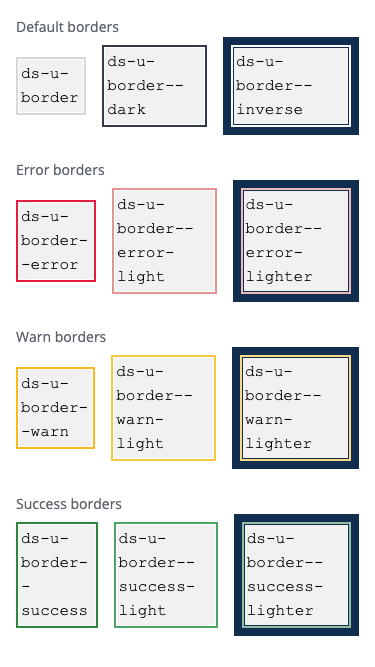 Default borders
ds-u-
border
ds-u-
border--
dark
ds-u-
border--
inverse
Error borders
ds-u-
border-
-error
ds-u-
border--
error-
light
ds-u-
border--
error-
lighter
Warn borders
ds-u-
border-
-warn
ds-u-
border--
warn-
light
ds-u-
border--
warn-
lighter
Success borders
ds-u-
border-
-
success
ds-u-
border--
success-
light
ds-u-
border--
success-
lighter